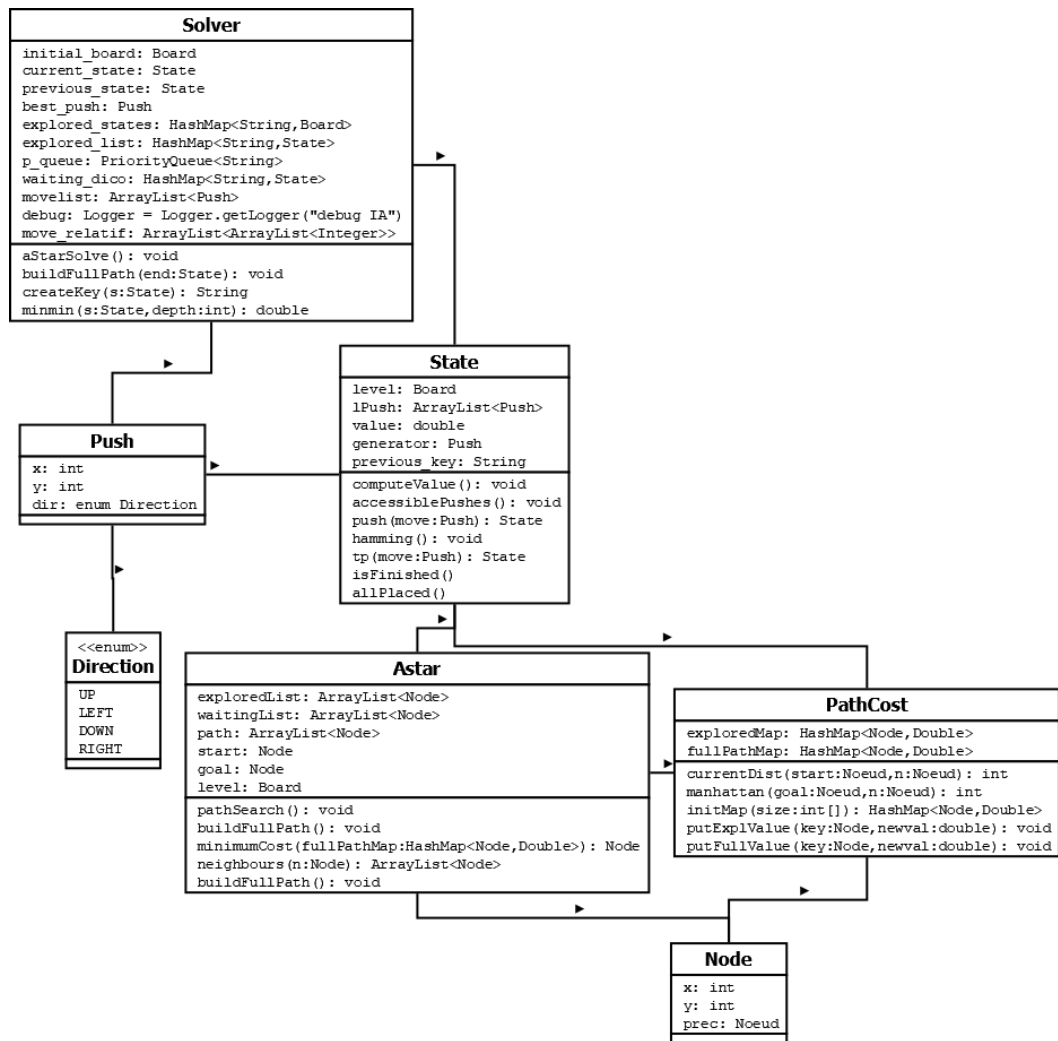 Solver
initial_board: Board
current_state: State
previous_state: State
best_push: Push
explored_states: HashMap<String,Board>
explored_list: HashMap<String,State>
p_queue: PriorityQueue<String>
waiting_dico: HashMap<String,State>
movelist: ArrayList<Push>
debug: Logger = Logger.getLogger("debug IA")
move_relatif: ArrayList<ArrayList<Integer>>
aStarSolve(): void
buildFullPath(end:State): void
createKey(s:State): String
minmin(s:State,depth:int): double
State
level: Board
lPush: ArrayList<Push>
value: double
generator: Push
previous_key: String
computeValue(): void
accessiblePushes(): void
push(move:Push): State
hamming(): void
tp(move:Push): State
isFinished()
allPlaced()
Push
x: int
y: int
dir: enum Direction
<<enum>>
Direction
UP
LEFT
DOWN
RIGHT
Astar
exploredList: ArrayList<Node>
waitingList: ArrayList<Node>
path: ArrayList<Node>
start: Node
goal: Node
level: Board
pathSearch(): void
buildFullPath(): void
minimumCost(fullPathMap:HashMap<Node,Double>): Node
neighbours(n:Node): ArrayList<Node>
buildFullPath(): void
PathCost
exploredMap: HashMap<Node,Double>
fullPathMap: HashMap<Node,Double>
currentDist(start:Noeud,n:Noeud): int
manhattan(goal:Noeud,n:Noeud): int
initMap(size:int[]): HashMap<Node,Double>
putExplValue(key:Node,newval:double): void
putFullValue(key:Node,newval:double): void
Node
x: int
y: int
prec: Noeud